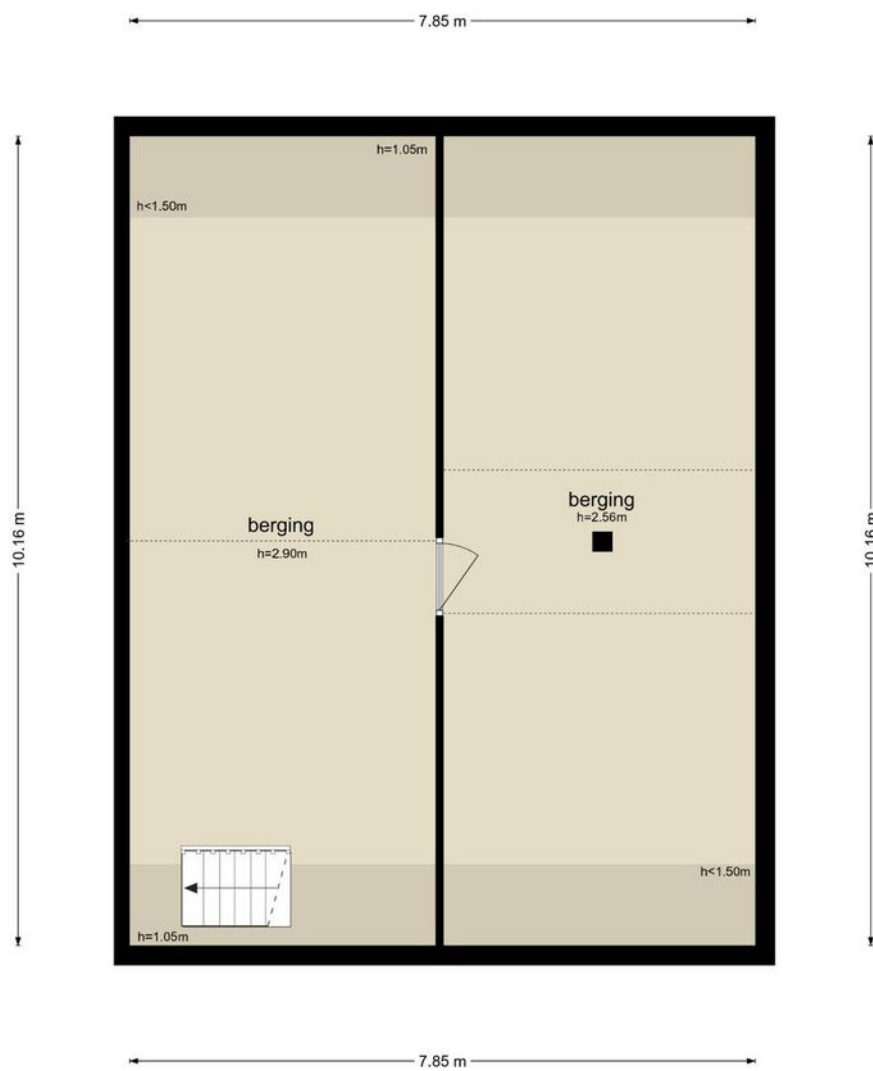 7.85 m
h=1.05m
h<1.50m
berging
h=2.56m
berging
h=2.90m
10.16 m
10.16 m
h<1.50m
h=1.05m
7.85 m